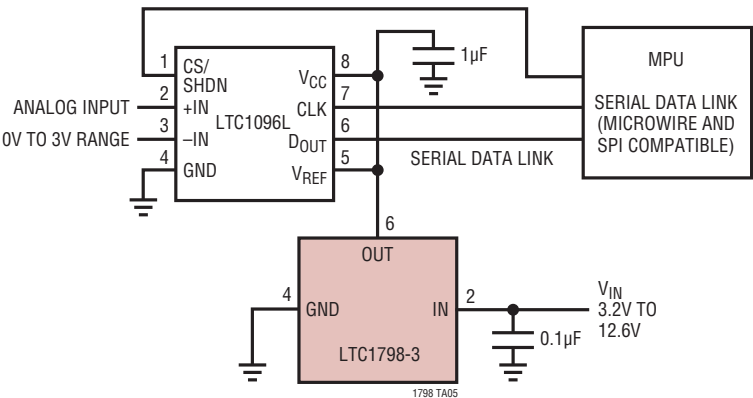 1
CS/
SHDN
2
+IN
3
–IN
4
GND
LTC1096L
8
VCC
7
CLK
6
DOUT
5
VREF
ANALOG INPUT
0V TO 3V RANGE
1µF
MPU
SERIAL DATA LINK
(MICROWIRE AND
SPI COMPATIBLE)
SERIAL DATA LINK
6
OUT
4
GND
IN
2
LTC1798-3
VIN
3.2V TO
12.6V
0.1µF
1798 TA05